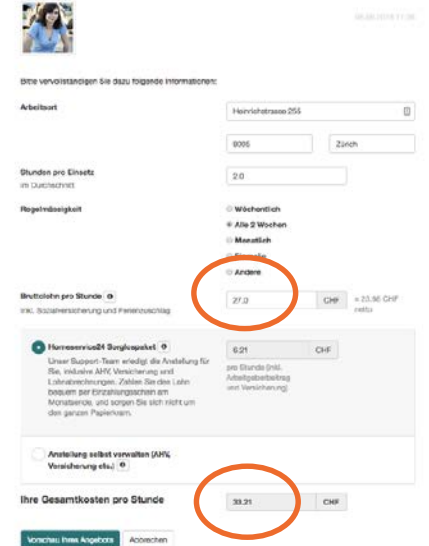 Bitte vervollständigen Sie dazu folgende Informationen:
Arbeitsort
Heinrichstrasse 255
8005 Zürich
Stunden pro Einsatz
im Durchschnitt
2.0
Regelmässigkeit
Wöchentlich
Alle 2 Wochen
Monatlich
Einmalig
Andere
Bruttolohn pro Stunde
inkl. Sozialversicherung und Ferienzuschlag
27.0 CHF
CHF
netto
Homeservice24 Sorglospaket
Unser Support-Team erledigt die Anstellung für
Sie, inklusive AHV, Versicherung und
Lohnabrechnungen. Zahlen Sie den Lohn
bequem per Einzahlungsschein am
Monatsende, und sorgen Sie sich nicht um
den ganzen Papierkram.
6.21 CHF
pro Stunde (inkl.
Arbeitgeberbeitrag
und Versicherung)
Anstellung selbst verwalten (AHV,
Versicherung etc.)
Ihre Gesamtkosten pro Stunde
33.21 CHF
Vorschau Ihres Angebots
Abbrechen